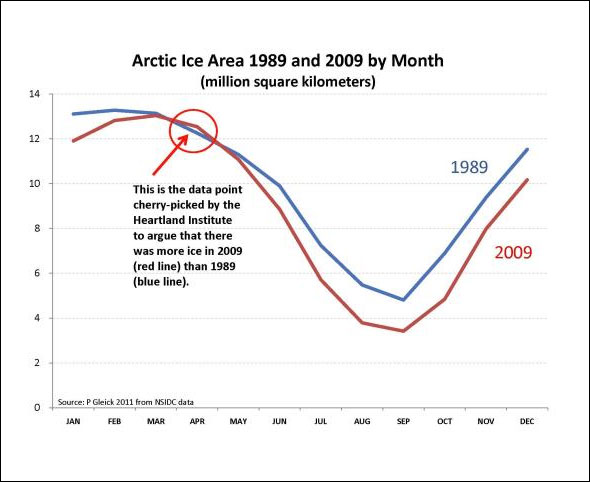 Arctic Ice Area 1989 and 2009 by Month
(million square kilometers)
14
12
10
8
6
4
2
0
This is the data point
cherry-picked by the
Heartland Institute
to argue that there
was more ice in 2009
(red line) than 1989
(blue line).
1989
2009
Source: P Gleick 2011 from NSIDC data
JAN FEB MAR APR MAY JUN JUL AUG SEP OCT NOV DEC